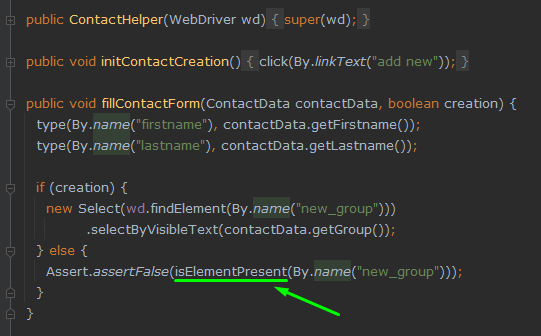 public ContactHelper(WebDriver wd) { super(wd); }
public void initContactCreation() { click(By.linkText("add new")); }
public void fillContactForm(ContactData contactData, boolean creation) {
type(By.name("firstname"), contactData.getFirstname());
type(By.name("lastname"), contactData.getLastname());
if (creation) {
new Select(wd.findElement(By.name("new_group")))
.selectByVisibleText(contactData.getGroup());
} else {
Assert.assertFalse(isElementPresent(By.name("new_group")));
}
}